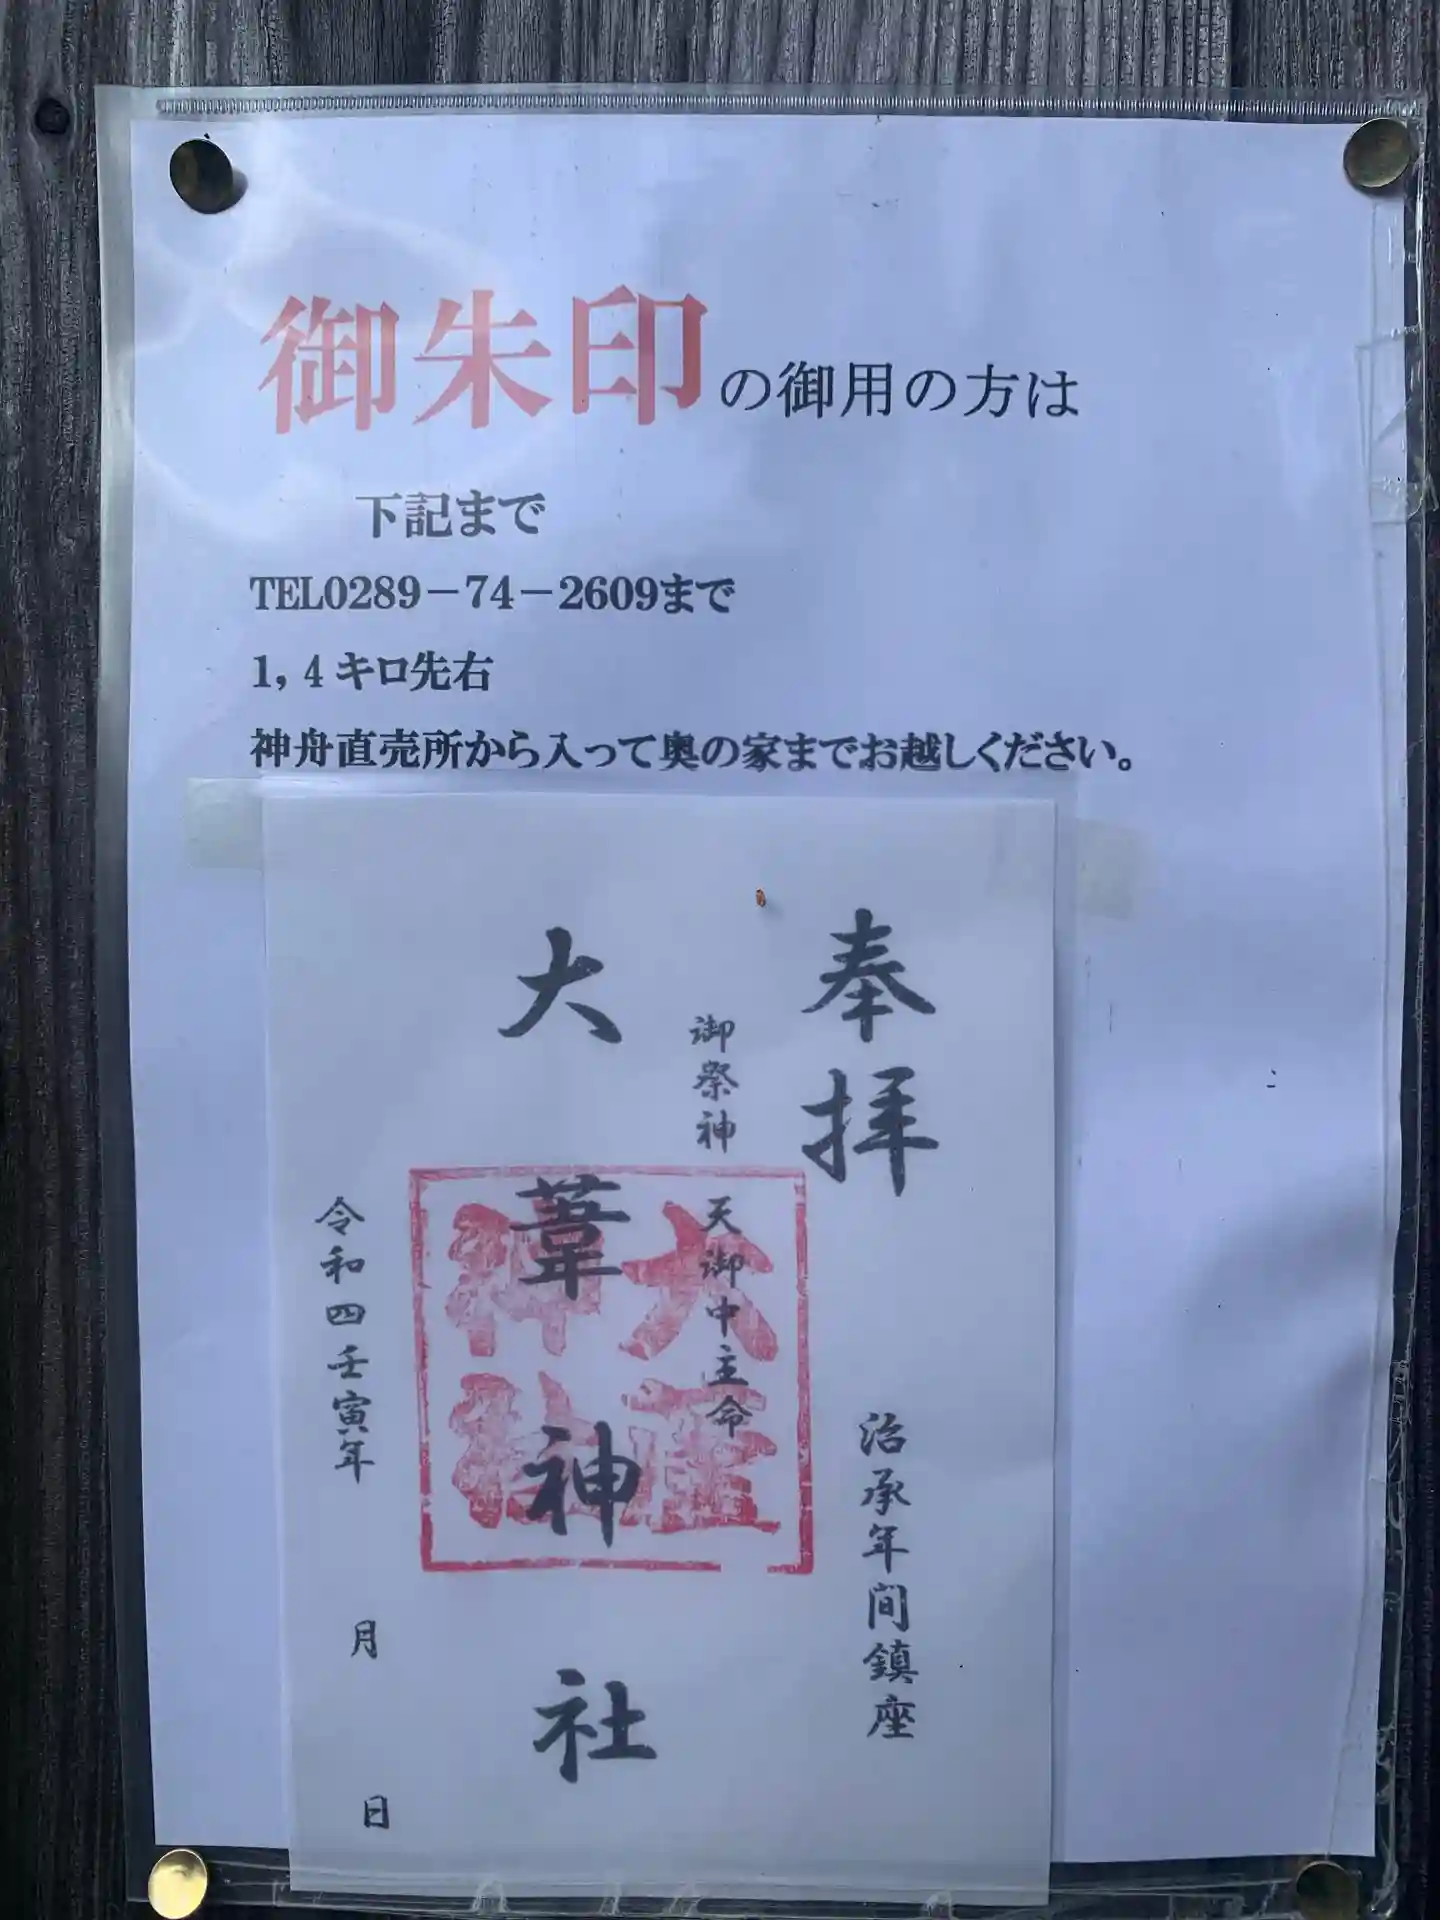 御朱印の御用の方は
下記まで
TEL0289－74－2609まで
1,4キロ先右
神舟直売所から入って奥の家までお越しください。
奉拝
治承年間鎮座
御祭神 天御中主命
大葦神社
令和四壬寅年 月 日